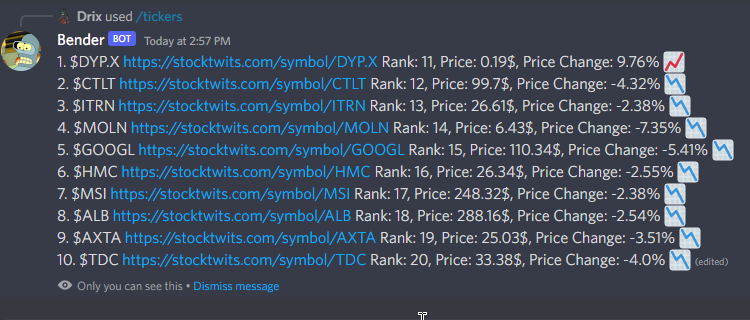 Drix used /tickers
Bender BOT Today at 2:57 PM
1. $DYP.X https://stocktwits.com/symbol/DYP.X Rank: 11, Price: 0.19$, Price Change: 9.76%
2. $CTLT https://stocktwits.com/symbol/CTLT Rank: 12, Price: 99.7$, Price Change: -4.32%
3. $ITRN https://stocktwits.com/symbol/ITRN Rank: 13, Price: 26.61$, Price Change: -2.38%
4. $MOLN https://stocktwits.com/symbol/MOLN Rank: 14, Price: 6.43$, Price Change: -7.35%
5. $GOOGL https://stocktwits.com/symbol/GOOGL Rank: 15, Price: 110.34$, Price Change: -5.41%
6. $HMC https://stocktwits.com/symbol/HMC Rank: 16, Price: 26.34$, Price Change: -2.55%
7. $MSI https://stocktwits.com/symbol/MSI Rank: 17, Price: 248.32$, Price Change: -2.38%
8. $ALB https://stocktwits.com/symbol/ALB Rank: 18, Price: 288.16$, Price Change: -2.54%
9. $AXTA https://stocktwits.com/symbol/AXTA Rank: 19, Price: 25.03$, Price Change: -3.51%
10. $TDC https://stocktwits.com/symbol/TDC Rank: 20, Price: 33.38$, Price Change: -4.0% (edited)
Only you can see this • Dismiss message